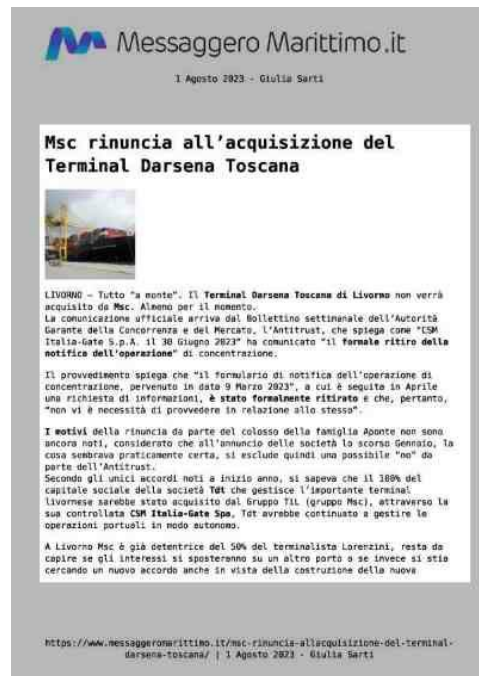 Messaggero Marittimo.it
1 Agosto 2023 - Giulia Sarti
Msc rinuncia all'acquisizione del
Terminal Darsena Toscana
LIVORNO – Tutto "a monte". Il Terminal Darsena Toscana di Livorno non verrà
acquisito da Msc. Almeno per il momento.
La comunicazione ufficiale arriva dal Bollettino settimanale dell'Autorità
Garante della Concorrenza e del Mercato, l'Antitrust, che spiega come "CSM
Italia-Gate S.p.A. il 30 Giugno 2023" ha comunicato "il formale ritiro della
notifica dell'operazione" di concentrazione.
Il provvedimento spiega che "il formulario di notifica dell'operazione di
concentrazione, pervenuto in data 9 Marzo 2023", a cui è seguita in Aprile
una richiesta di informazioni, è stato formalmente ritirato e che, pertanto,
"non vi è necessità di provvedere in relazione allo stesso".
I motivi della rinuncia da parte del colosso della famiglia Aponte non sono
ancora noti, considerato che all'annuncio delle società lo scorso Gennaio, la
cosa sembrava praticamente certa, si esclude quindi una possibile "no" da
parte dell'Antitrust.
Secondo gli unici accordi noti a inizio anno, si sapeva che il 100% del
capitale sociale della società Tdt che gestisce l'importante terminal
livornese sarebbe stato acquisito dal Gruppo TiL (gruppo Msc), attraverso la
sua controllata CSM Italia-Gate Spa, Tdt avrebbe continuato a gestire le
operazioni portuali in modo autonomo.
A Livorno Msc è già detentrice del 50% del terminalista Lorenzini, resta da
capire se gli interessi si sposteranno su un altro porto o se invece si stia
cercando un nuovo accordo anche in vista della costruzione della nuova
https://www.messaggeromarittimo.it/msc-rinuncia-allacquisizione-del-terminal-
darsena-toscana/ | 1 Agosto 2023 - Giulia Sarti